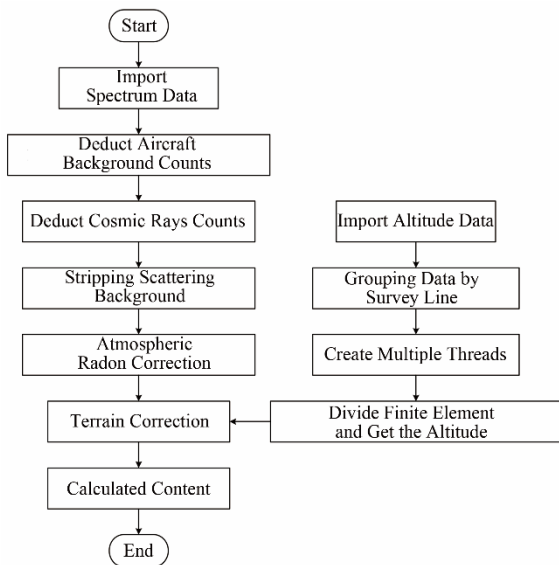 Start
Import
Spectrum Data
Deduct Aircraft
Background Counts
Deduct Cosmic Rays Counts
Stripping Scattering
Background
Atmospheric
Radon Correction
Terrain Correction
Calculated Content
End
Import Altitude Data
Grouping Data by
Survey Line
Create Multiple Threads
Divide Finite Element
and Get the Altitude